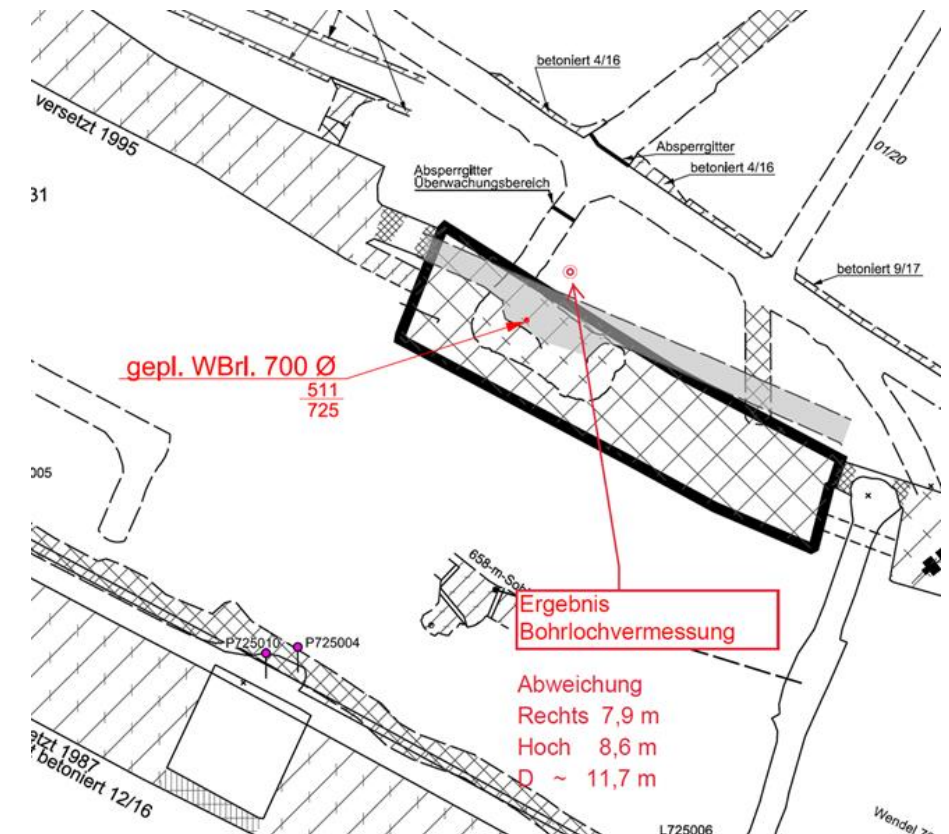 betoniert 4/16
versetzt 1995
Absperrgitter
betoniert 4/16
01/20
Absperrgitter
Überwachungsbereich
31
betoniert 9/17
gepl. WBrl. 700 Ø
511
725
005
658-m-Soh
Ergebnis
Bohrlochvermessung
P725010
P725004
Abweichung
Rechts 7,9 m
Hoch 8,6 m
D ~ 11,7 m
etzt 1987
betoniert 12/16
L725006
Wendel